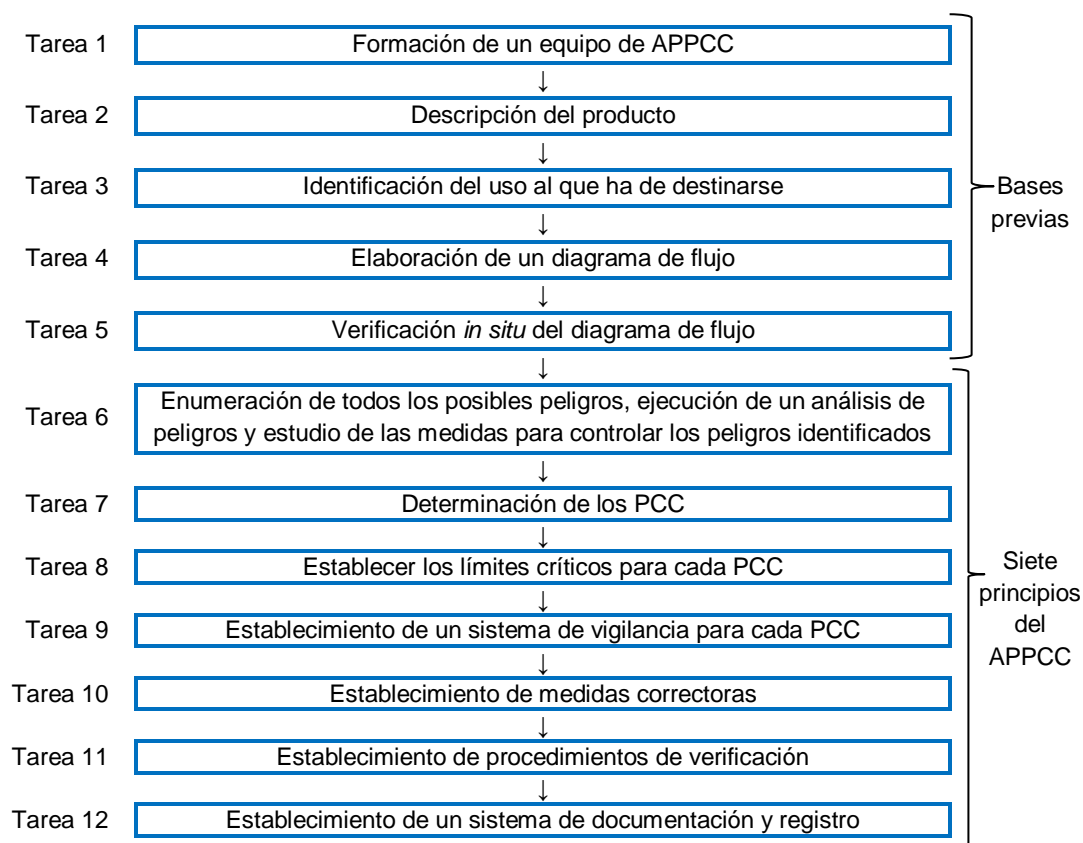 Tarea 1 Formación de un equipo de APPCC
↓
Tarea 2 Descripción del producto
↓
Tarea 3 Identificación del uso al que ha de destinarse
Bases
previas
↓
Tarea 4 Elaboración de un diagrama de flujo
↓
Tarea 5 Verificación in situ del diagrama de flujo
↓
Tarea 6 Enumeración de todos los posibles peligros, ejecución de un análisis de
peligros y estudio de las medidas para controlar los peligros identificados
↓
Tarea 7 Determinación de los PCC
↓
Tarea 8 Establecer los límites críticos para cada PCC
↓
Tarea 9 Establecimiento de un sistema de vigilancia para cada PCC
Siete
principios
del
APPCC
↓
Tarea 10 Establecimiento de medidas correctoras
↓
Tarea 11 Establecimiento de procedimientos de verificación
↓
Tarea 12 Establecimiento de un sistema de documentación y registro